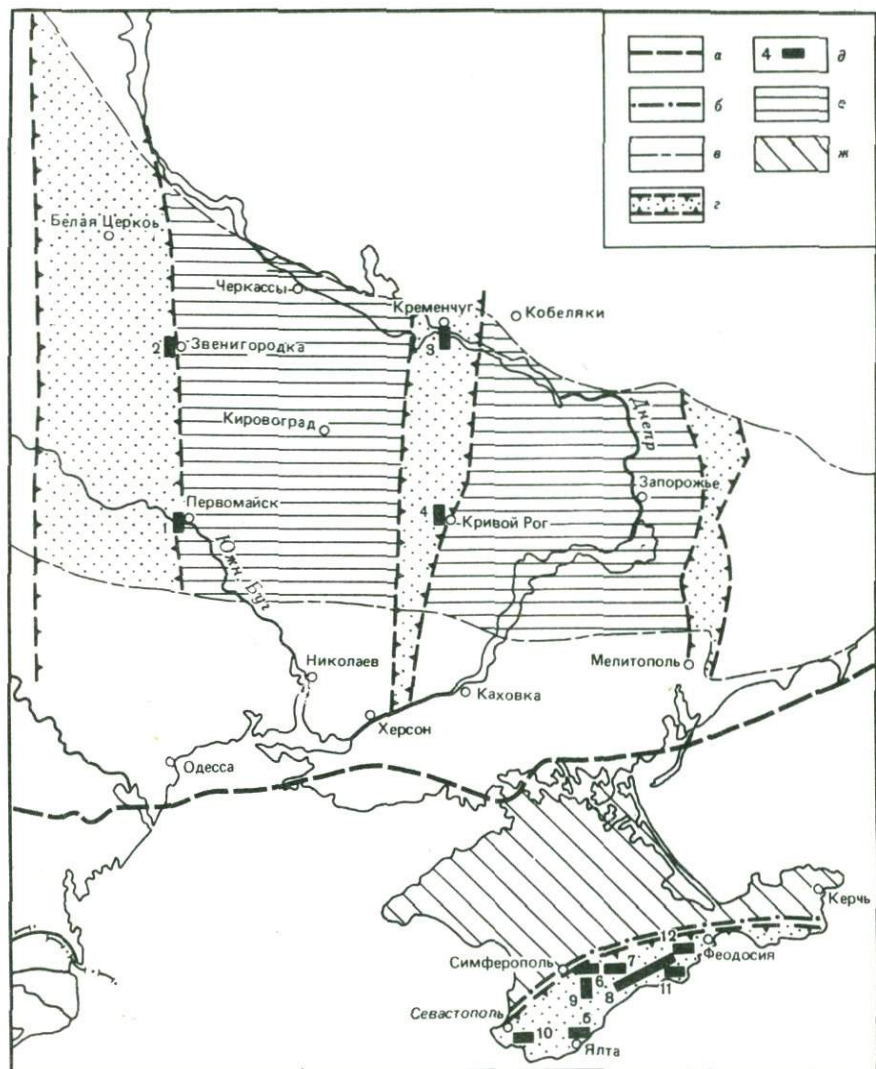 а
4
д
б
е
в
ж
г
Белая Церковь
Черкассы
Кременчуг
Кобеляки
2
Звенигородка
3
Кировоград
Днепр
Запорожье
Первомайск
1
4
Кривой Рог
Южн. Буг
Николаев
Мелитополь
Каховка
Херсон
Одесса
Керчь
12
Симферополь
7
Феодосия
6
8
11
9
Севастополь
5
10
Ялта